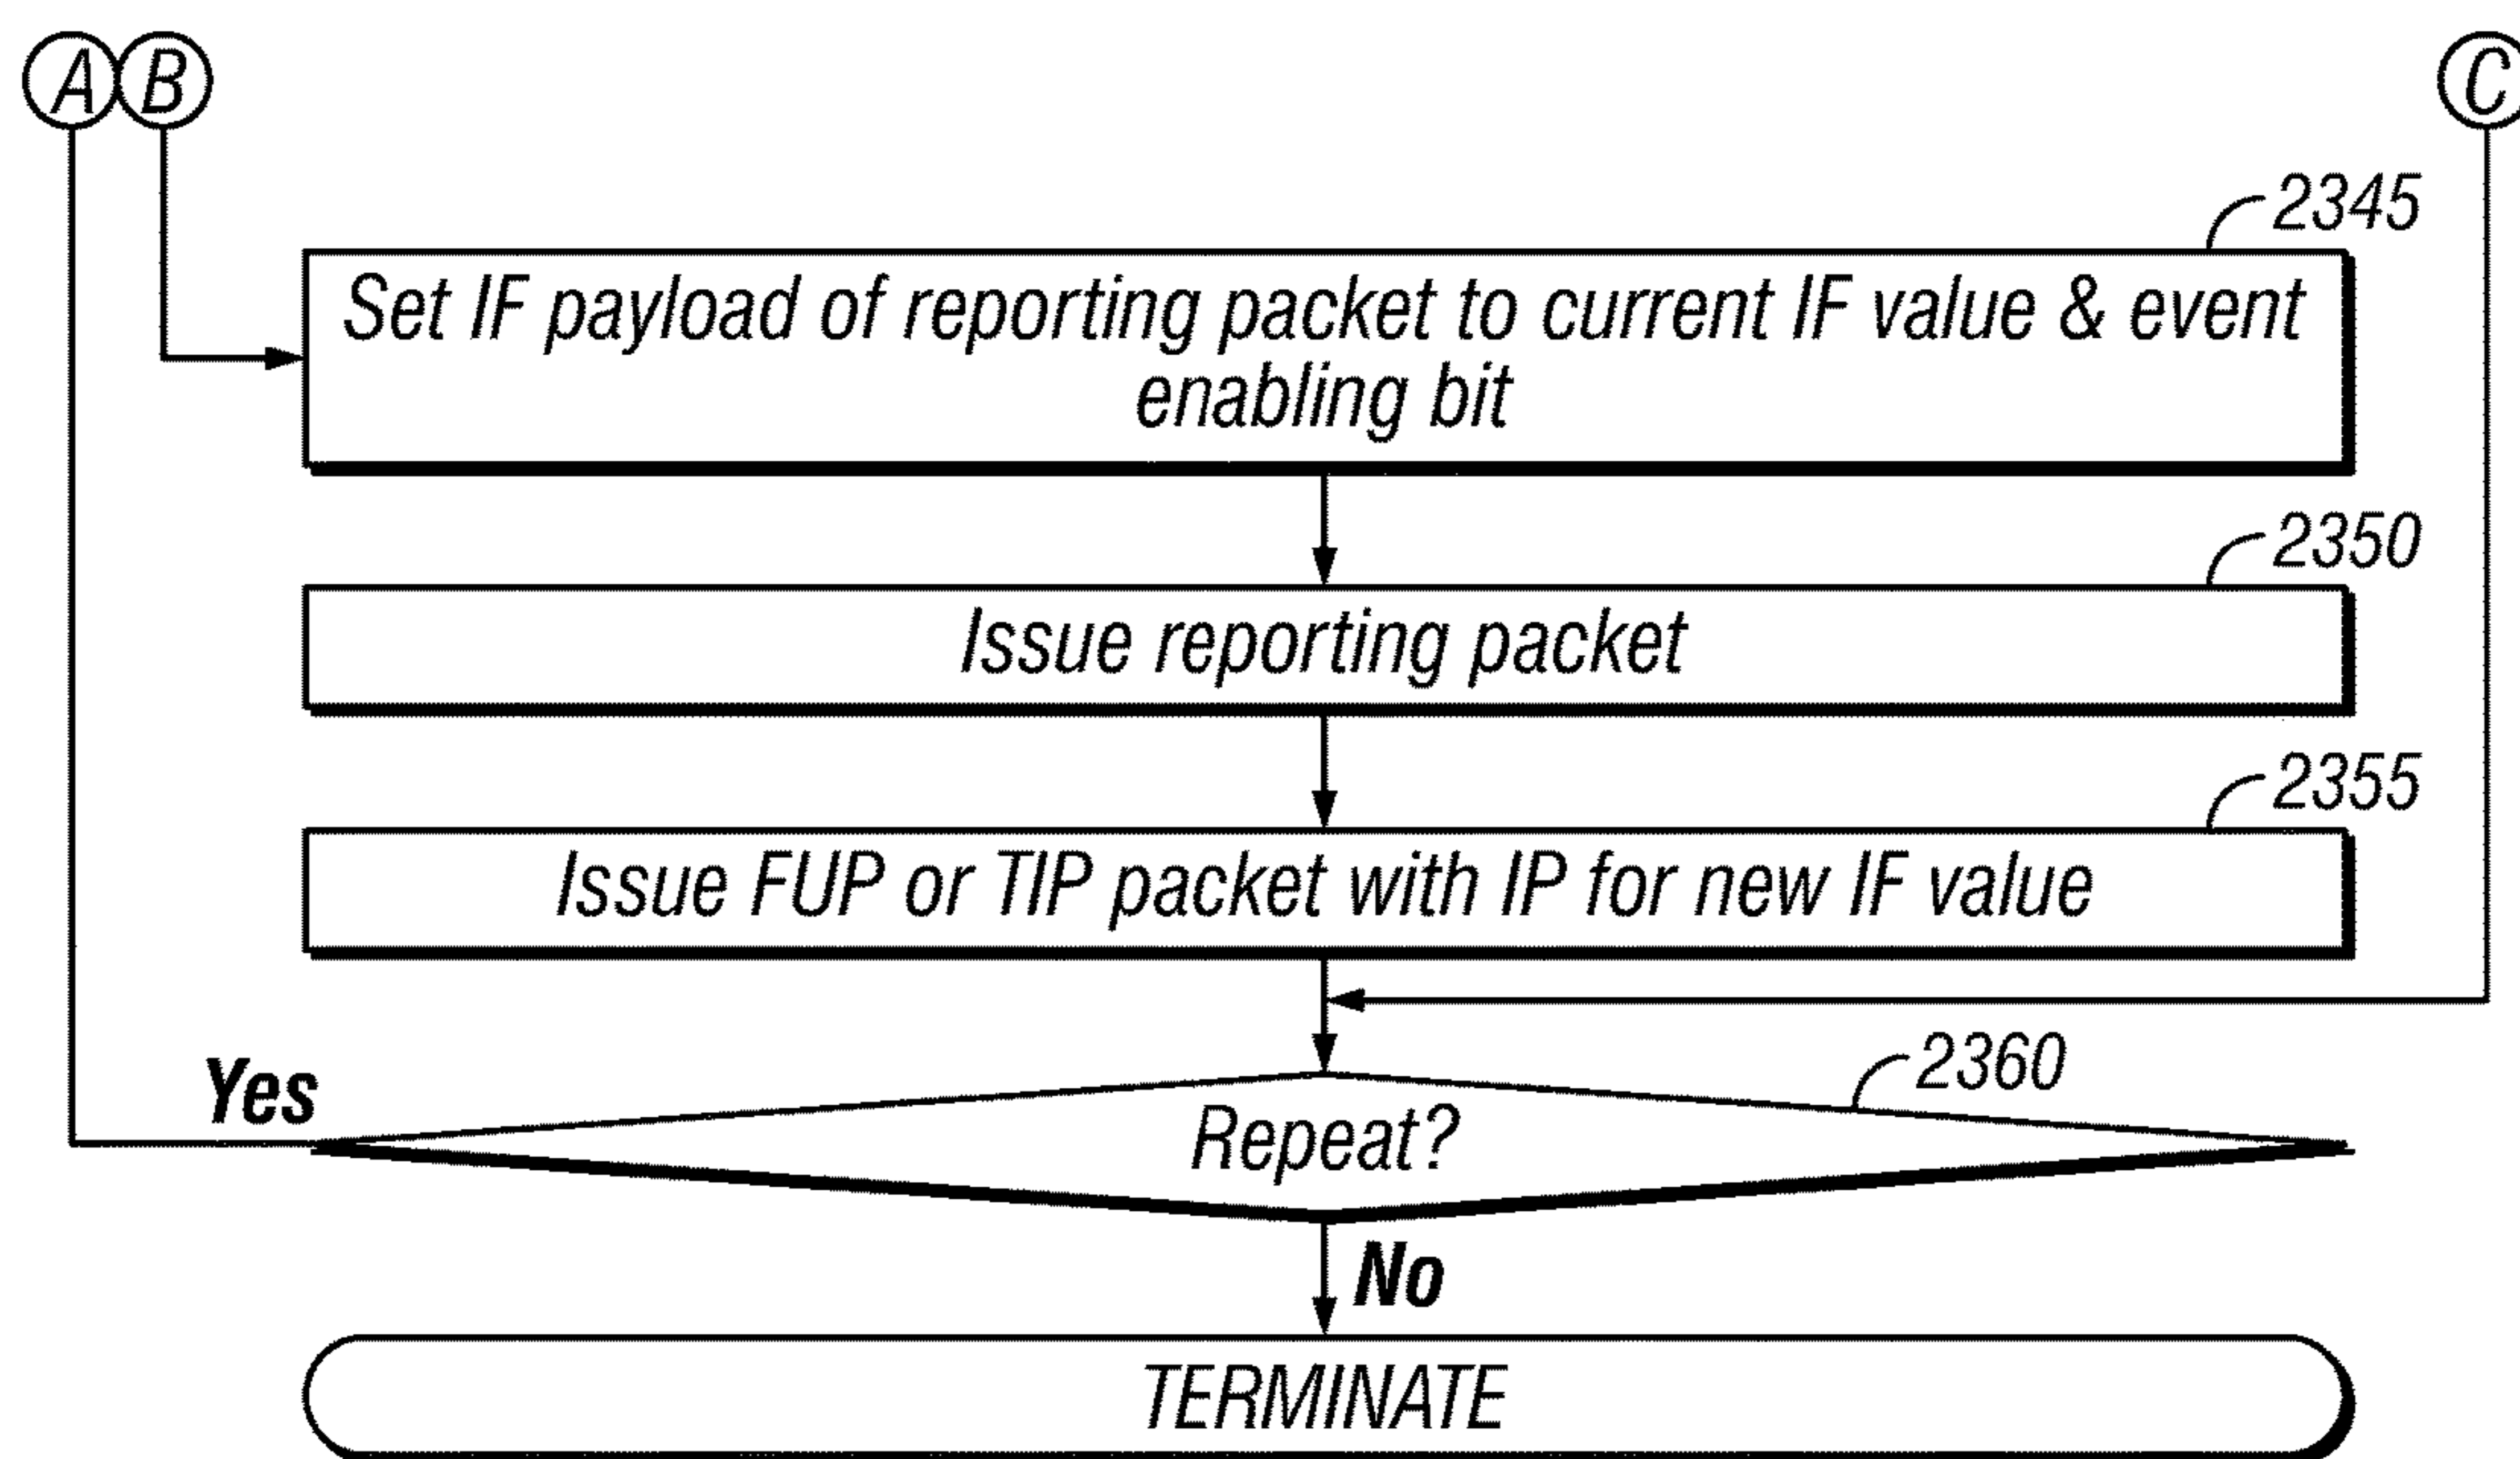 A B C
2345
Set IF payload of reporting packet to current IF value & event
enabling bit
2350
Issue reporting packet
2355
Issue FUP or TIP packet with IP for new IF value
2360
Yes
Repeat?
No
TERMINATE